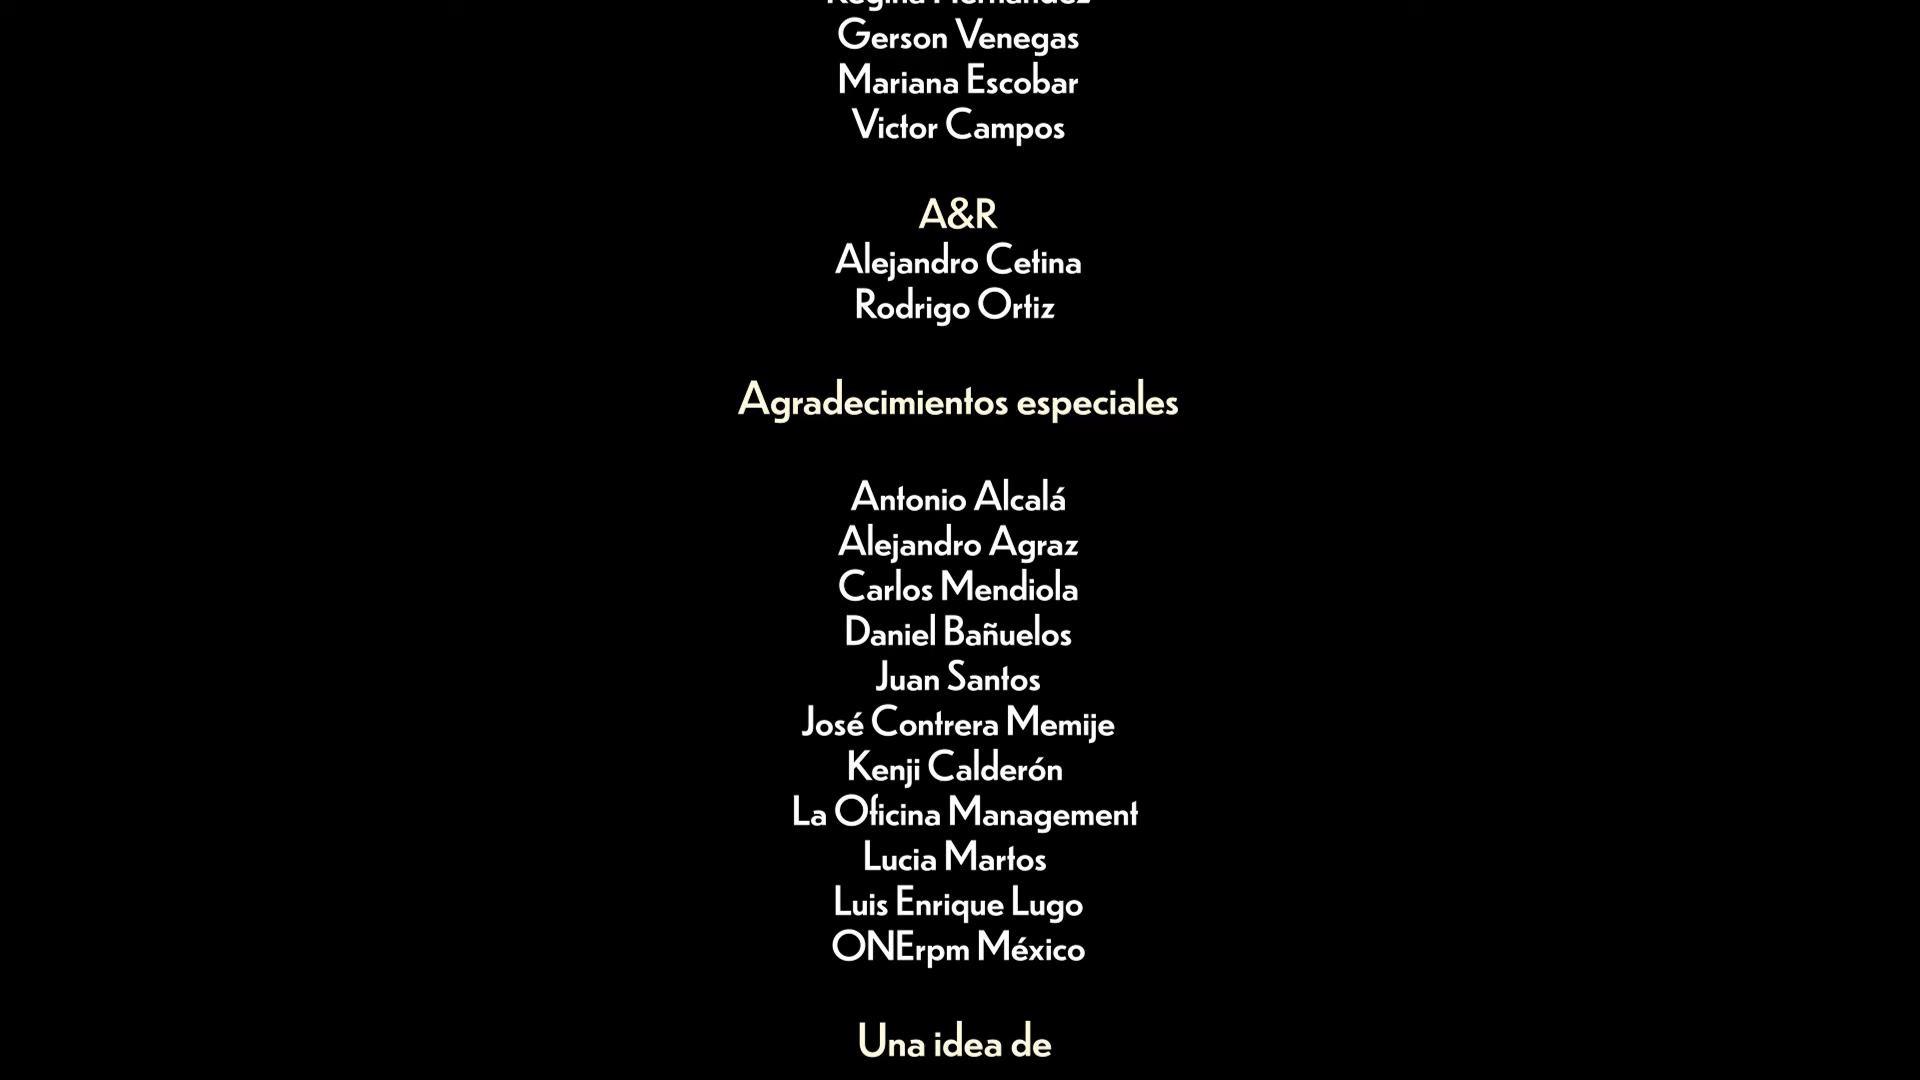 Regina Hernández
Gerson Venegas
Mariana Escobar
Victor Campos
A&R
Alejandro Cetina
Rodrigo Ortiz
Agradecimientos especiales
Antonio Alcalá
Alejandro Agraz
Carlos Mendiola
Daniel Bañuelos
Juan Santos
José Contrera Memije
Kenji Calderón
La Oficina Management
Lucia Martos
Luis Enrique Lugo
ONErpm México
Una idea de